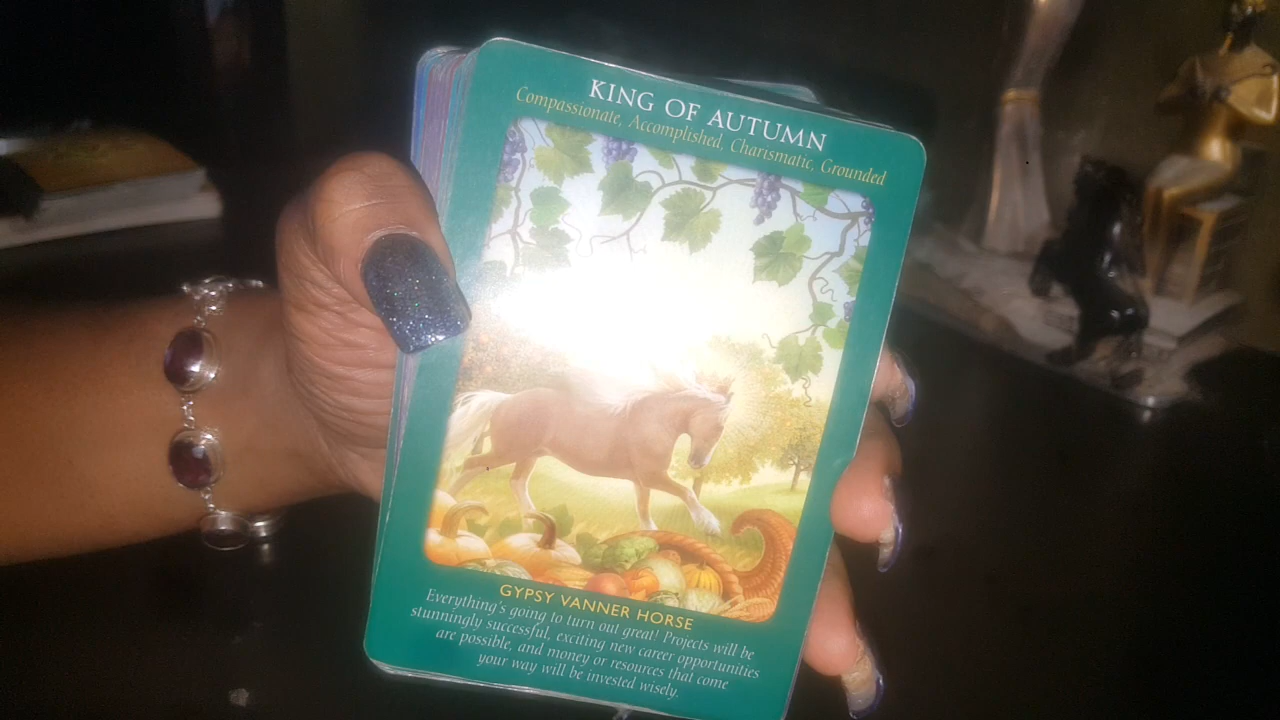 KING OF AUTUMN
Compassionate, Accomplished, Charismatic, Grounded
GYPSY VANNER HORSE
Everything's going to turn out great! Projects will be
stunningly successful, exciting new career opportunities
are possible, and money or resources that come
your way will be invested wisely.